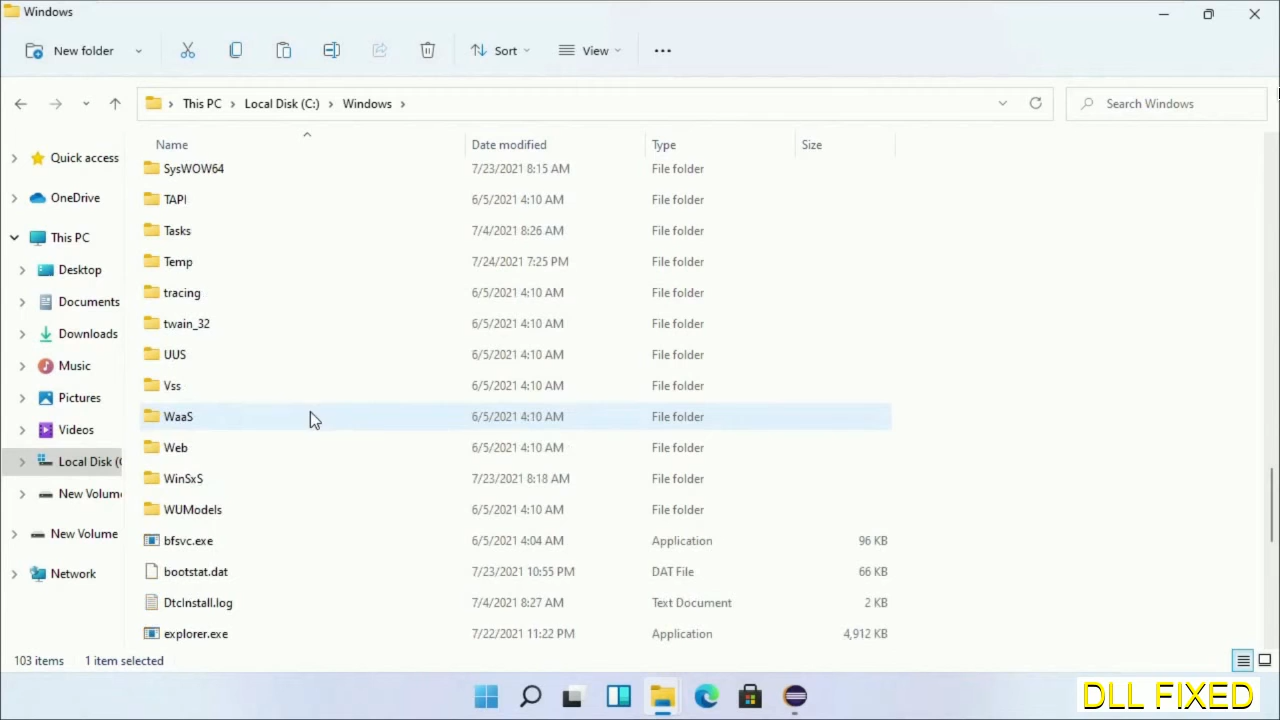 Windows
New folder
Sort
View
This PC
Local Disk (C:)
Windows
Search Windows
Name
Date modified
Type
Size
SysWOW64 7/23/2021 8:15 AM File folder
TAPI 6/5/2021 4:10 AM File folder
Tasks 7/4/2021 8:26 AM File folder
Temp 7/24/2021 7:25 PM File folder
tracing 6/5/2021 4:10 AM File folder
twain_32 6/5/2021 4:10 AM File folder
UUS 6/5/2021 4:10 AM File folder
Vss 6/5/2021 4:10 AM File folder
WaaS 6/5/2021 4:10 AM File folder
Web 6/5/2021 4:10 AM File folder
WinSxS 7/23/2021 8:18 AM File folder
WUModels 6/5/2021 4:10 AM File folder
bfsvc.exe 6/5/2021 4:04 AM Application 96 KB
bootstat.dat 7/23/2021 10:55 PM DAT File 66 KB
DtcInstall.log 7/4/2021 8:27 AM Text Document 2 KB
explorer.exe 7/22/2021 11:22 PM Application 4,912 KB
Quick access
OneDrive
This PC
Desktop
Documents
Downloads
Music
Pictures
Videos
Local Disk (
New Volum
New Volume
Network
103 items 1 item selected
DLL FIXED